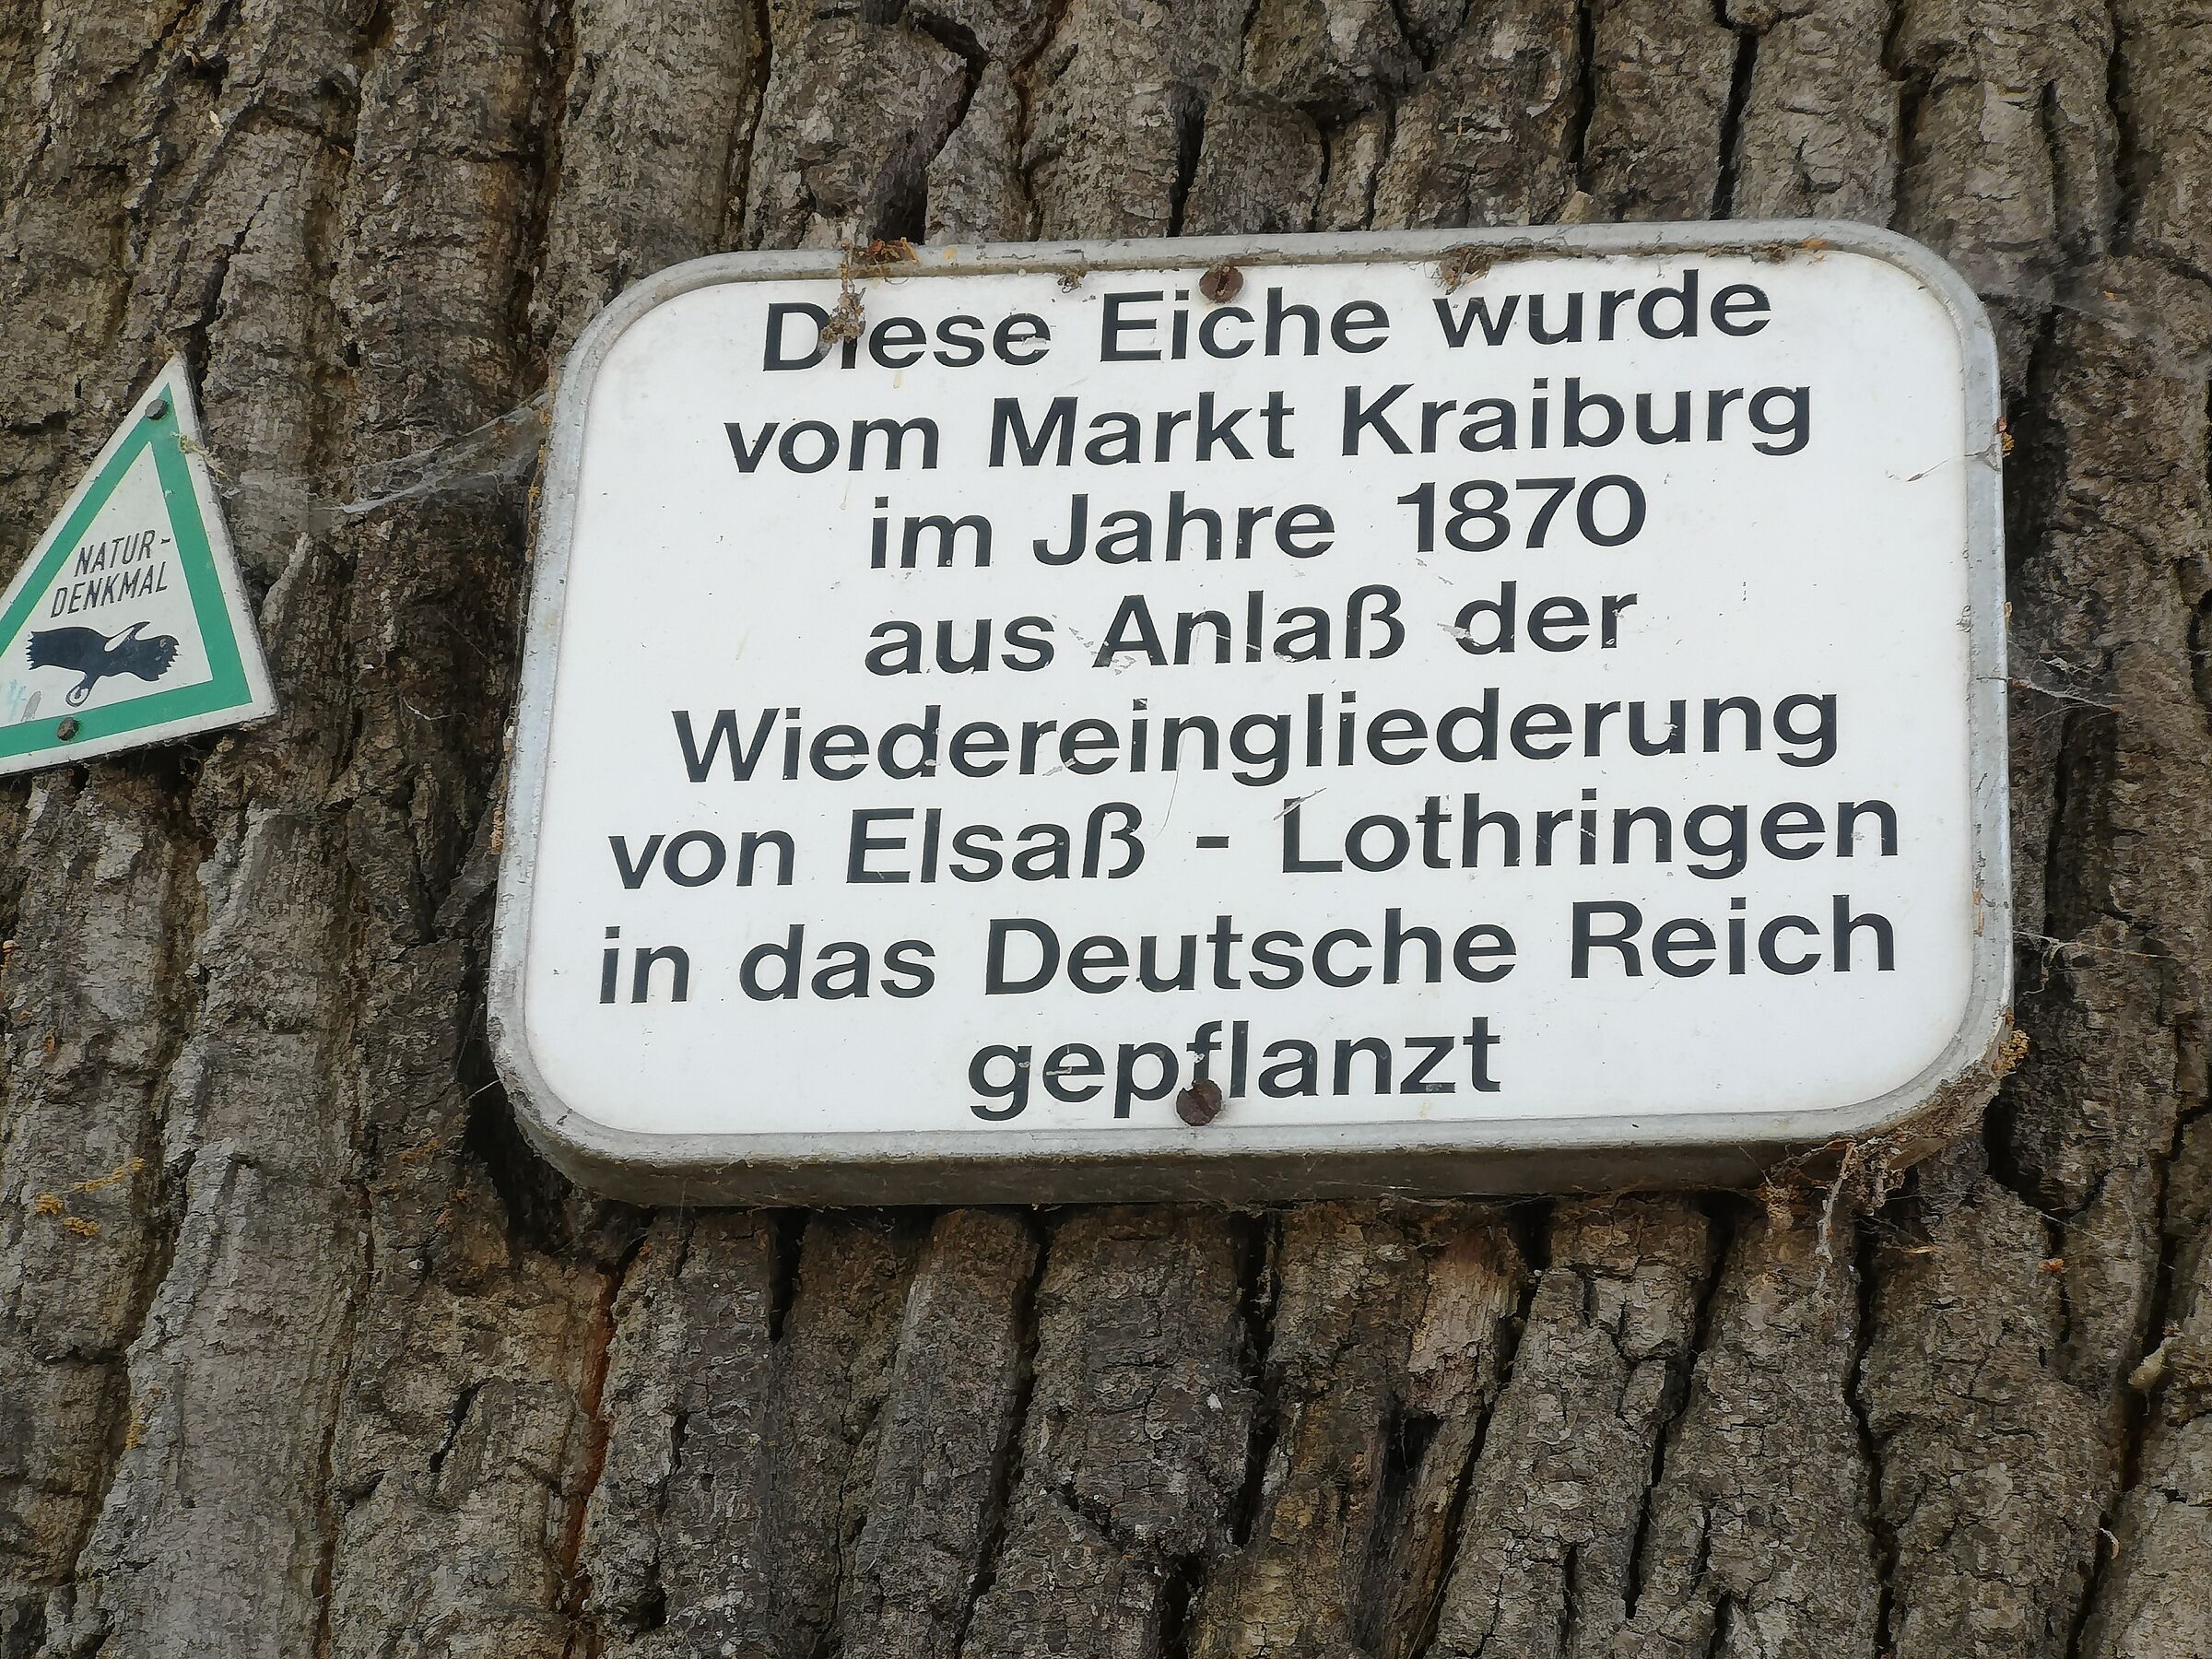 NATUR-
DENKMAL
Diese Eiche wurde
vom Markt Kraiburg
im Jahre 1870
aus Anlaß der
Wiedereingliederung
von Elsaß - Lothringen
in das Deutsche Reich
gepflanzt